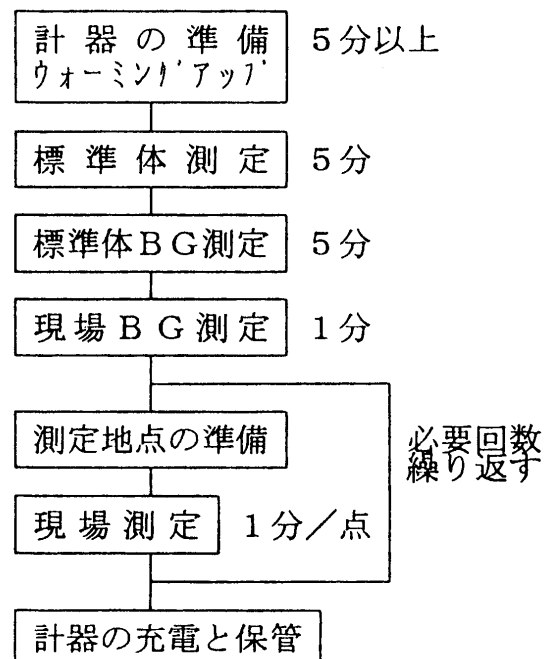 計器の準備 5分以上
ウォーミングアップ
標準体測定 5分
標準体BG測定 5分
現場BG測定 1分
測定地点の準備
必要回数
繰り返す
現場測定 1分／点
計器の充電と保管